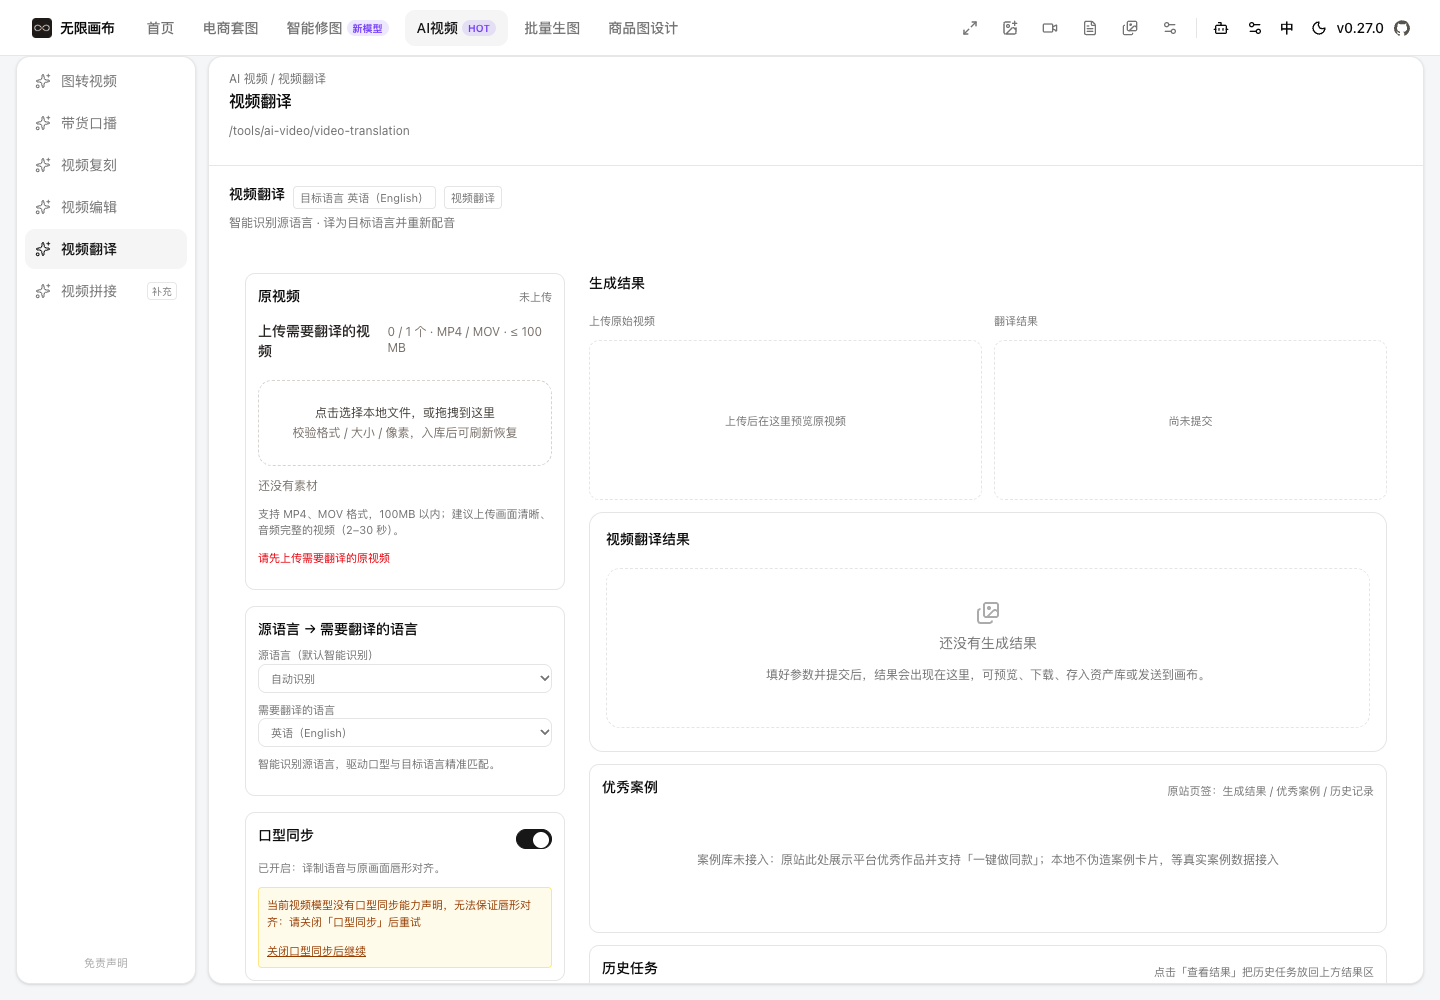 无限画布
首页
电商套图
智能修图 新模型
AI视频 HOT
批量生图
商品图设计
中
v0.27.0
图转视频
带货口播
视频复刻
视频编辑
视频翻译
视频拼接 补充
免责声明
AI 视频 / 视频翻译
视频翻译
/tools/ai-video/video-translation
视频翻译 目标语言 英语（English） 视频翻译
智能识别源语言 · 译为目标语言并重新配音
原视频 未上传
上传需要翻译的视
频
0 / 1 个 · MP4 / MOV · ≤ 100
MB
点击选择本地文件，或拖拽到这里
校验格式 / 大小 / 像素，入库后可刷新恢复
还没有素材
支持 MP4、MOV 格式，100MB 以内；建议上传画面清晰、
音频完整的视频（2–30 秒）。
请先上传需要翻译的原视频
源语言 → 需要翻译的语言
源语言（默认智能识别）
自动识别
需要翻译的语言
英语（English）
智能识别源语言，驱动口型与目标语言精准匹配。
口型同步
已开启：译制语音与原画面唇形对齐。
当前视频模型没有口型同步能力声明，无法保证唇形对
齐；请关闭「口型同步」后重试
关闭口型同步后继续
生成结果
上传原始视频
上传后在这里预览原视频
翻译结果
尚未提交
视频翻译结果
还没有生成结果
填好参数并提交后，结果会出现在这里，可预览、下载、存入资产库或发送到画布。
优秀案例 原站页签：生成结果 / 优秀案例 / 历史记录
案例库未接入：原站此处展示平台优秀作品并支持「一键做同款」；本地不伪造案例卡片，等真实案例数据接入
历史任务 点击「查看结果」把历史任务放回上方结果区